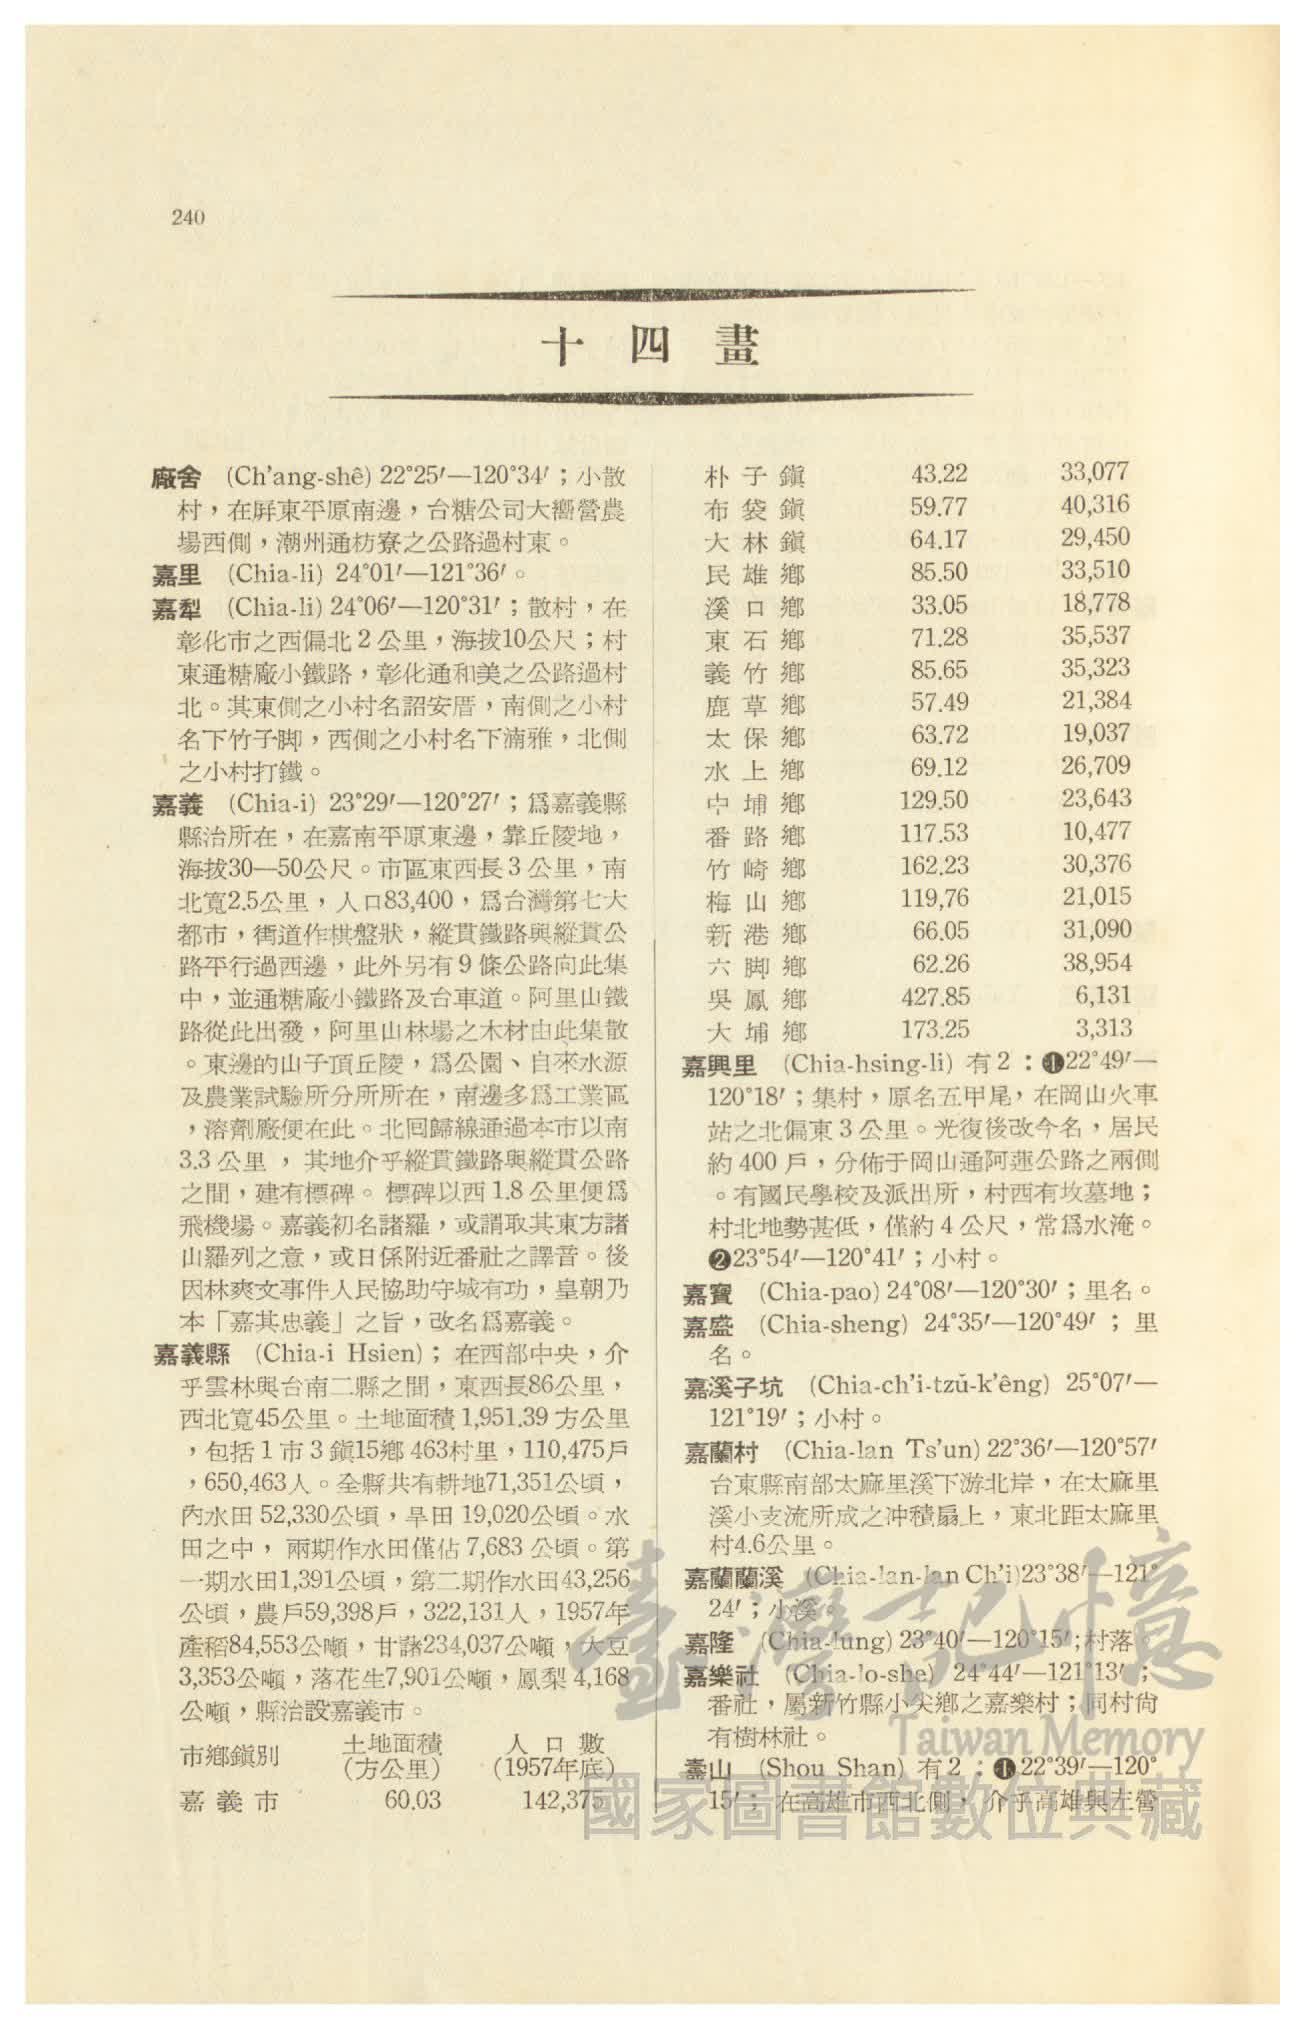 240
十四畫
廠舍 (Ch'ang-shê) 22°25′—120°34′；小散
村，在屛東平原南邊，台糖公司大嚮營農
場西側，潮州通枋寮之公路過村東。
嘉里 (Chia-li) 24°01′—121°36′。
嘉犁 (Chia-li) 24°06′—120°31′；散村，在
彰化市之西偏北2公里，海拔10公尺；村
東通糖廠小鐵路，彰化通和美之公路過村
北。其東側之小村名詔安厝，南側之小村
名下竹子脚，西側之小村名下湳雅，北側
之小村打鐵。
嘉義 (Chia-i) 23°29′—120°27′；爲嘉義縣
縣治所在，在嘉南平原東邊，靠丘陵地，
海拔30—50公尺。市區東西長3公里，南
北寬2.5公里，人口83,400，爲台灣第七大
都市，街道作棋盤狀，縱貫鐵路與縱貫公
路平行過西邊，此外另有9條公路向此集
中，並通糖廠小鐵路及台車道。阿里山鐵
路從此出發，阿里山林場之木材由此集散
。東邊的山子頂丘陵，爲公園、自來水源
及農業試驗所分所所在，南邊多爲工業區
，溶劑廠便在此。北回歸線通過本市以南
3.3公里，其地介乎縱貫鐵路與縱貫公路
之間，建有標碑。標碑以西1.8公里便爲
飛機場。嘉義初名諸羅，或謂取其東方諸
山羅列之意，或曰係附近番社之譯音。後
因林爽文事件人民協助守城有功，皇朝乃
本「嘉其忠義」之旨，改名爲嘉義。
嘉義縣 (Chia-i Hsien)；在西部中央，介
乎雲林與台南二縣之間，東西長86公里，
西北寬45公里。土地面積1,951.39方公里
，包括1市3鎭15鄉463村里，110,475戶
，650,463人。全縣共有耕地71,351公頃，
內水田52,330公頃，旱田19,020公頃。水
田之中，兩期作水田僅佔7,683公頃。第
一期水田1,391公頃，第二期作水田43,256
公頃，農戶59,398戶，322,131人，1957年
產稻84,553公噸，甘諸234,037公噸，大豆
3,353公噸，落花生7,901公噸，鳳梨4,168
公噸，縣治設嘉義市。
市鄉鎭別 土地面積（方公里） 人口數（1957年底）
嘉義市 60.03 142,375
朴子鎭 43.22 33,077
布袋鎭 59.77 40,316
大林鎭 64.17 29,450
民雄鄉 85.50 33,510
溪口鄉 33.05 18,778
東石鄉 71.28 35,537
義竹鄉 85.65 35,323
鹿草鄉 57.49 21,384
太保鄉 63.72 19,037
水上鄉 69.12 26,709
中埔鄉 129.50 23,643
番路鄉 117.53 10,477
竹崎鄉 162.23 30,376
梅山鄉 119,76 21,015
新港鄉 66.05 31,090
六脚鄉 62.26 38,954
吳鳳鄉 427.85 6,131
大埔鄉 173.25 3,313
嘉興里 (Chia-hsing-li) 有2：❶22°49′—
120°18′；集村，原名五甲尾，在岡山火車
站之北偏東3公里。光復後改今名，居民
約400戶，分佈于岡山通阿蓮公路之兩側
。有國民學校及派出所，村西有坟墓地；
村北地勢甚低，僅約4公尺，常爲水淹。
❷23°54′—120°41′；小村。
嘉寶 (Chia-pao) 24°08′—120°30′；里名。
嘉盛 (Chia-sheng) 24°35′—120°49′；里
名。
嘉溪子坑 (Chia-ch'i-tzŭ-k'êng) 25°07′—
121°19′；小村。
嘉蘭村 (Chia-lan Ts'un) 22°36′—120°57′
台東縣南部太麻里溪下游北岸，在太麻里
溪小支流所成之冲積扇上，東北距太麻里
村4.6公里。
嘉蘭蘭溪 (Chia-lan-lan Ch'i)23°38′—121°
24′；小溪。
嘉隆 (Chia-lung) 23°40′—120°15′；村落。
嘉樂社 (Chia-lo-she) 24°44′—121°13′；
番社，屬新竹縣小尖鄉之嘉樂村；同村尙
有樹林社。
壽山 (Shou Shan) 有2：❶22°39′—120°
15′；在高雄市西北側，介乎高雄與左營
臺灣記憶
Taiwan Memory
國家圖書館數位典藏